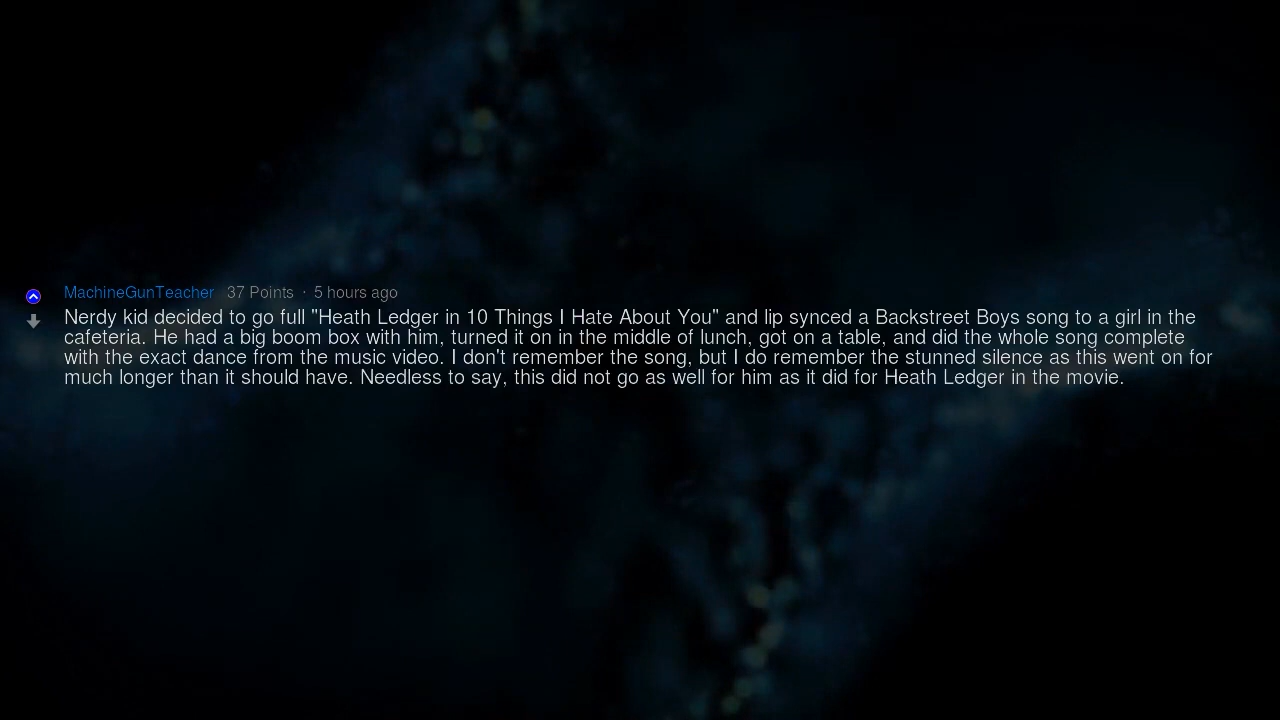 MachineGunTeacher 37 Points · 5 hours ago
Nerdy kid decided to go full "Heath Ledger in 10 Things I Hate About You" and lip synced a Backstreet Boys song to a girl in the
cafeteria. He had a big boom box with him, turned it on in the middle of lunch, got on a table, and did the whole song complete
with the exact dance from the music video. I don't remember the song, but I do remember the stunned silence as this went on for
much longer than it should have. Needless to say, this did not go as well for him as it did for Heath Ledger in the movie.